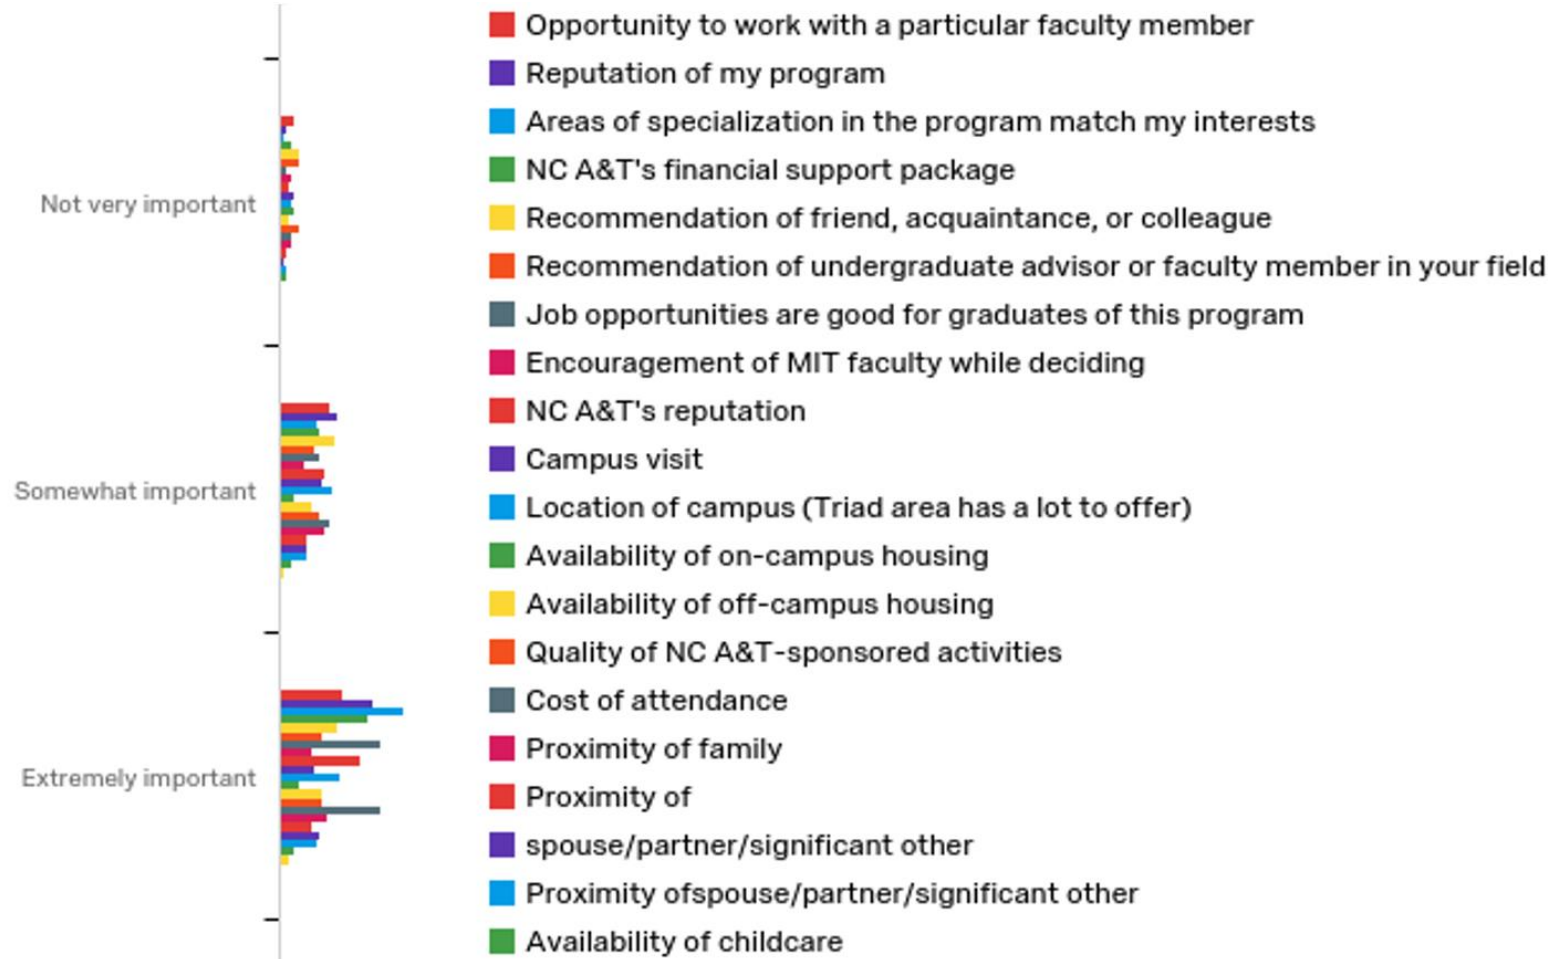 Opportunity to work with a particular faculty member
Reputation of my program
Areas of specialization in the program match my interests
NC A&T's financial support package
Not very important
Recommendation of friend, acquaintance, or colleague
Recommendation of undergraduate advisor or faculty member in your field
Job opportunities are good for graduates of this program
Encouragement of MIT faculty while deciding
NC A&T's reputation
Campus visit
Somewhat important
Location of campus (Triad area has a lot to offer)
Availability of on-campus housing
Availability of off-campus housing
Quality of NC A&T-sponsored activities
Cost of attendance
Proximity of family
Extremely important
Proximity of
spouse/partner/significant other
Proximity ofspouse/partner/significant other
Availability of childcare